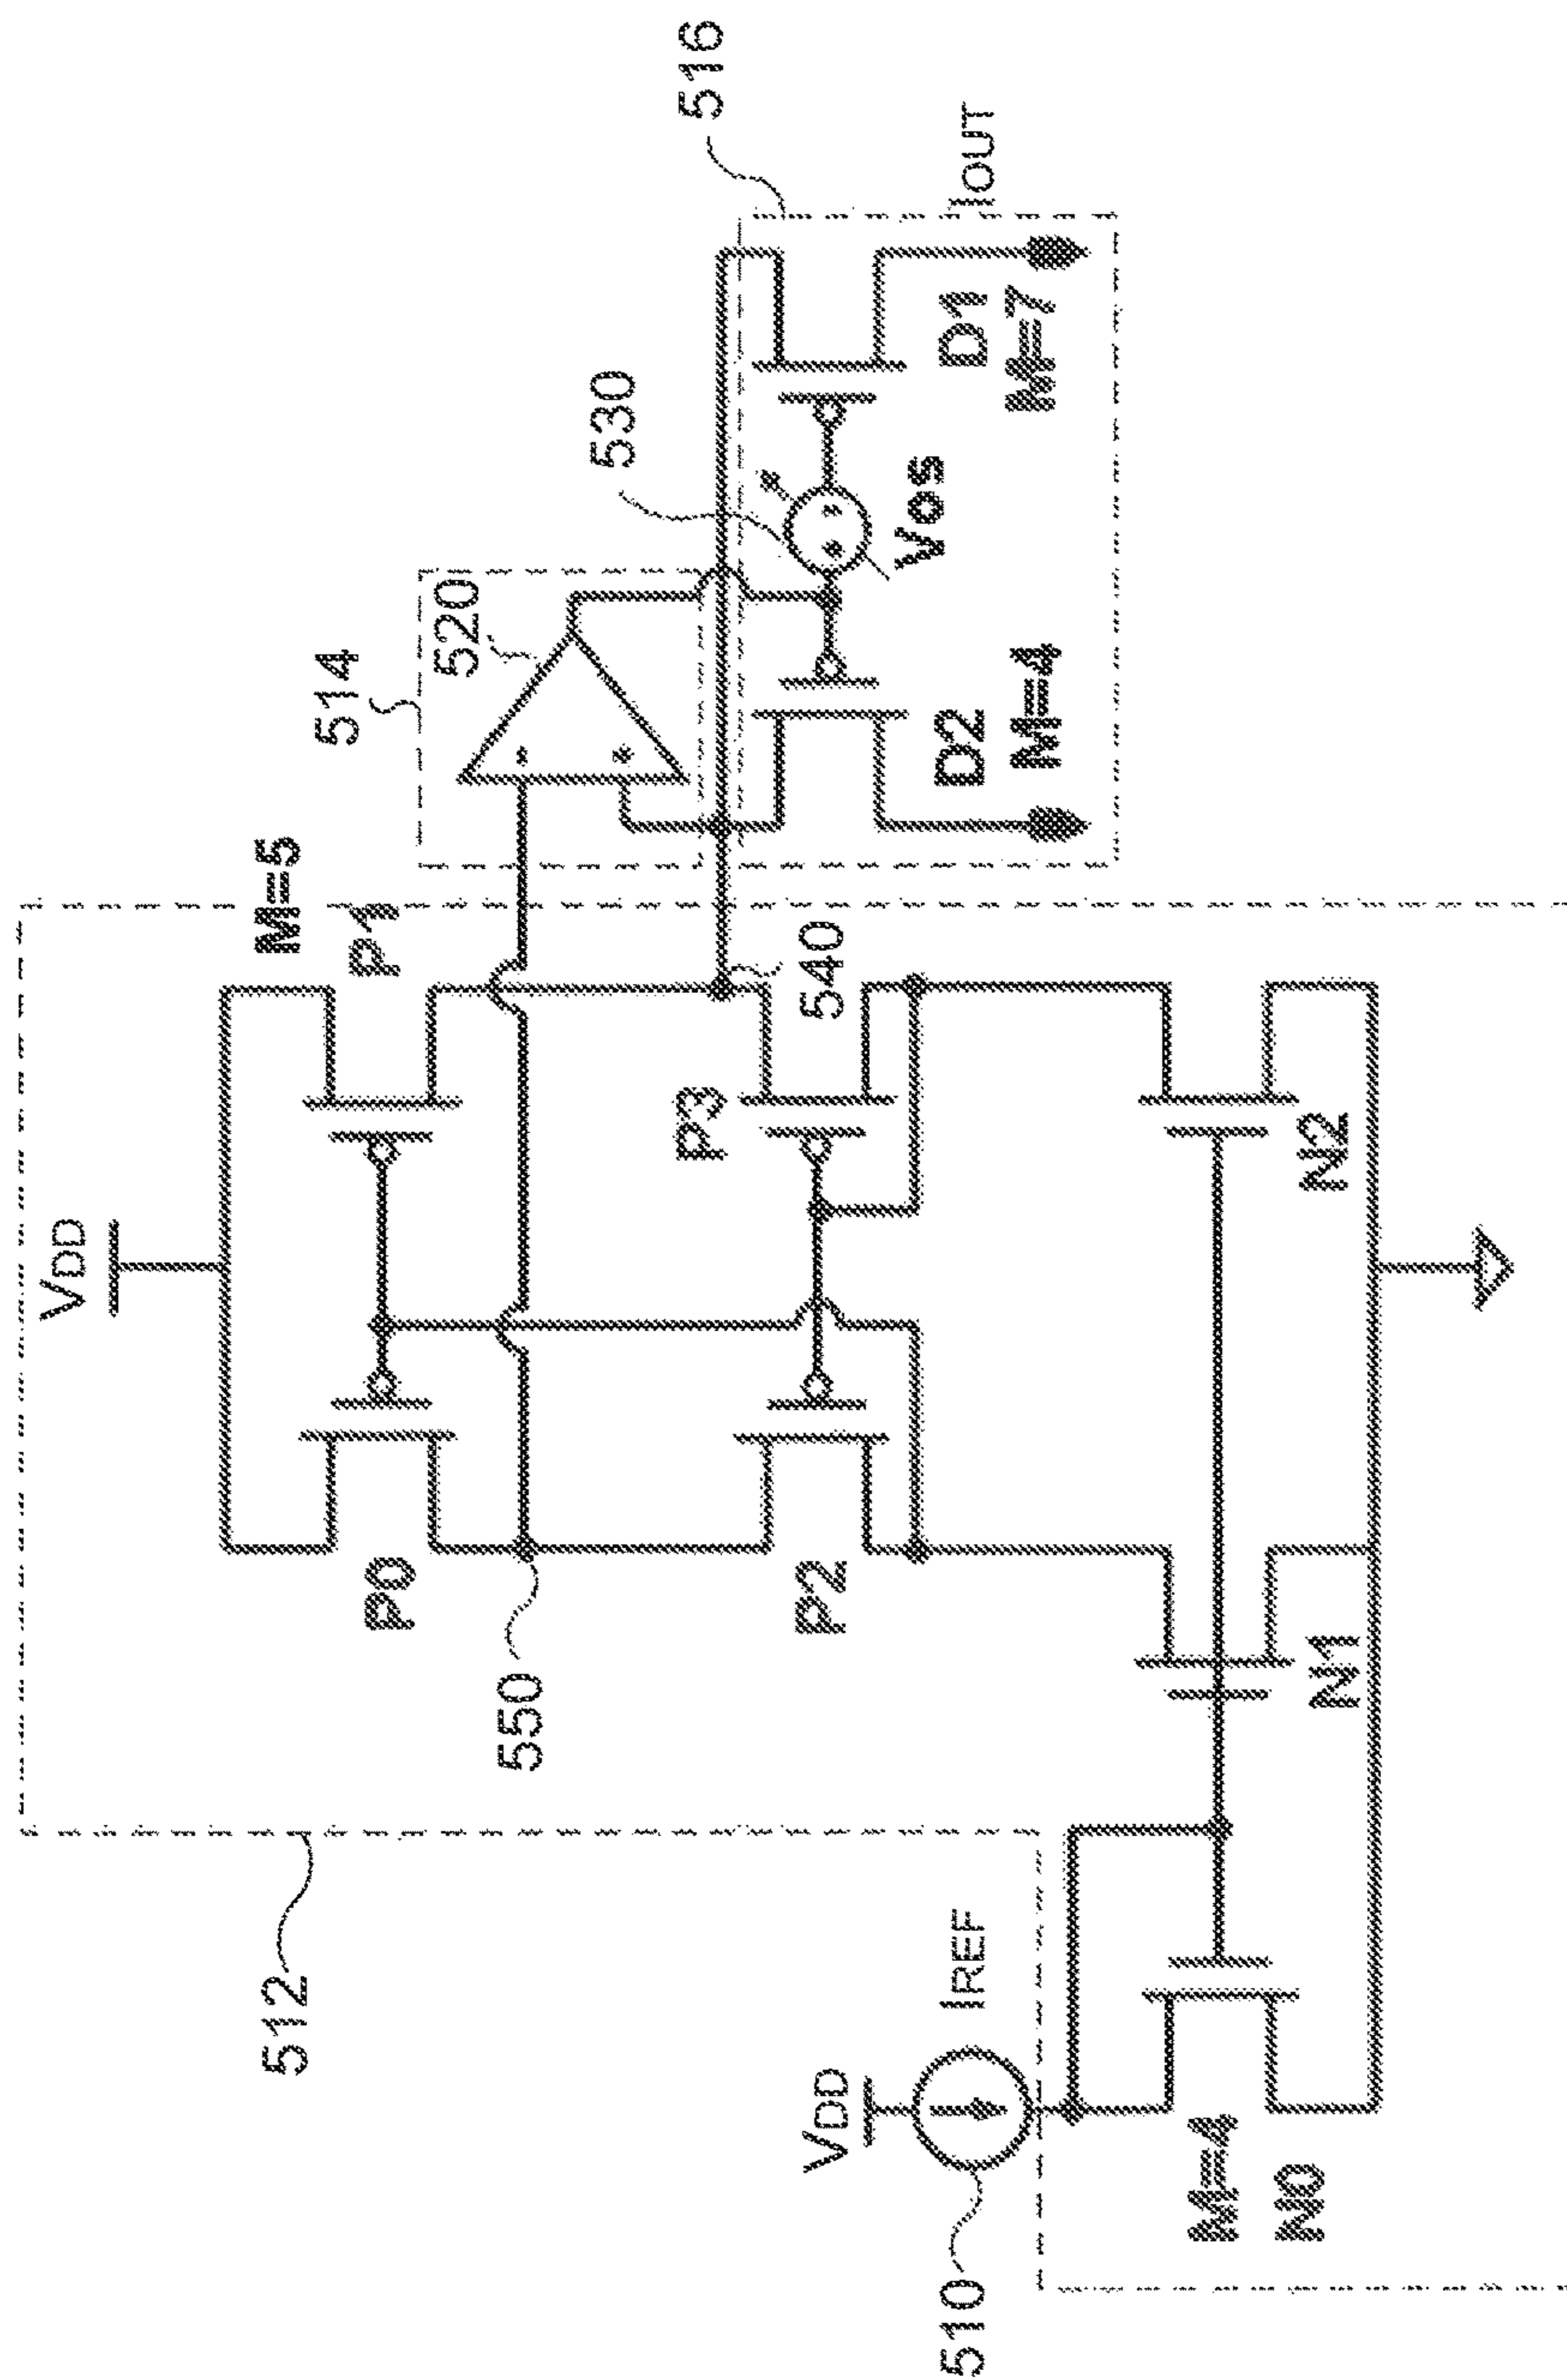 VDD
512
M=5
P0
P1
514
520
550
530
P2
P3
516
540
VDD
510
IREF
Vos
D2
M=4
D1
M=7
IOUT
M=4
N0
N1
N2